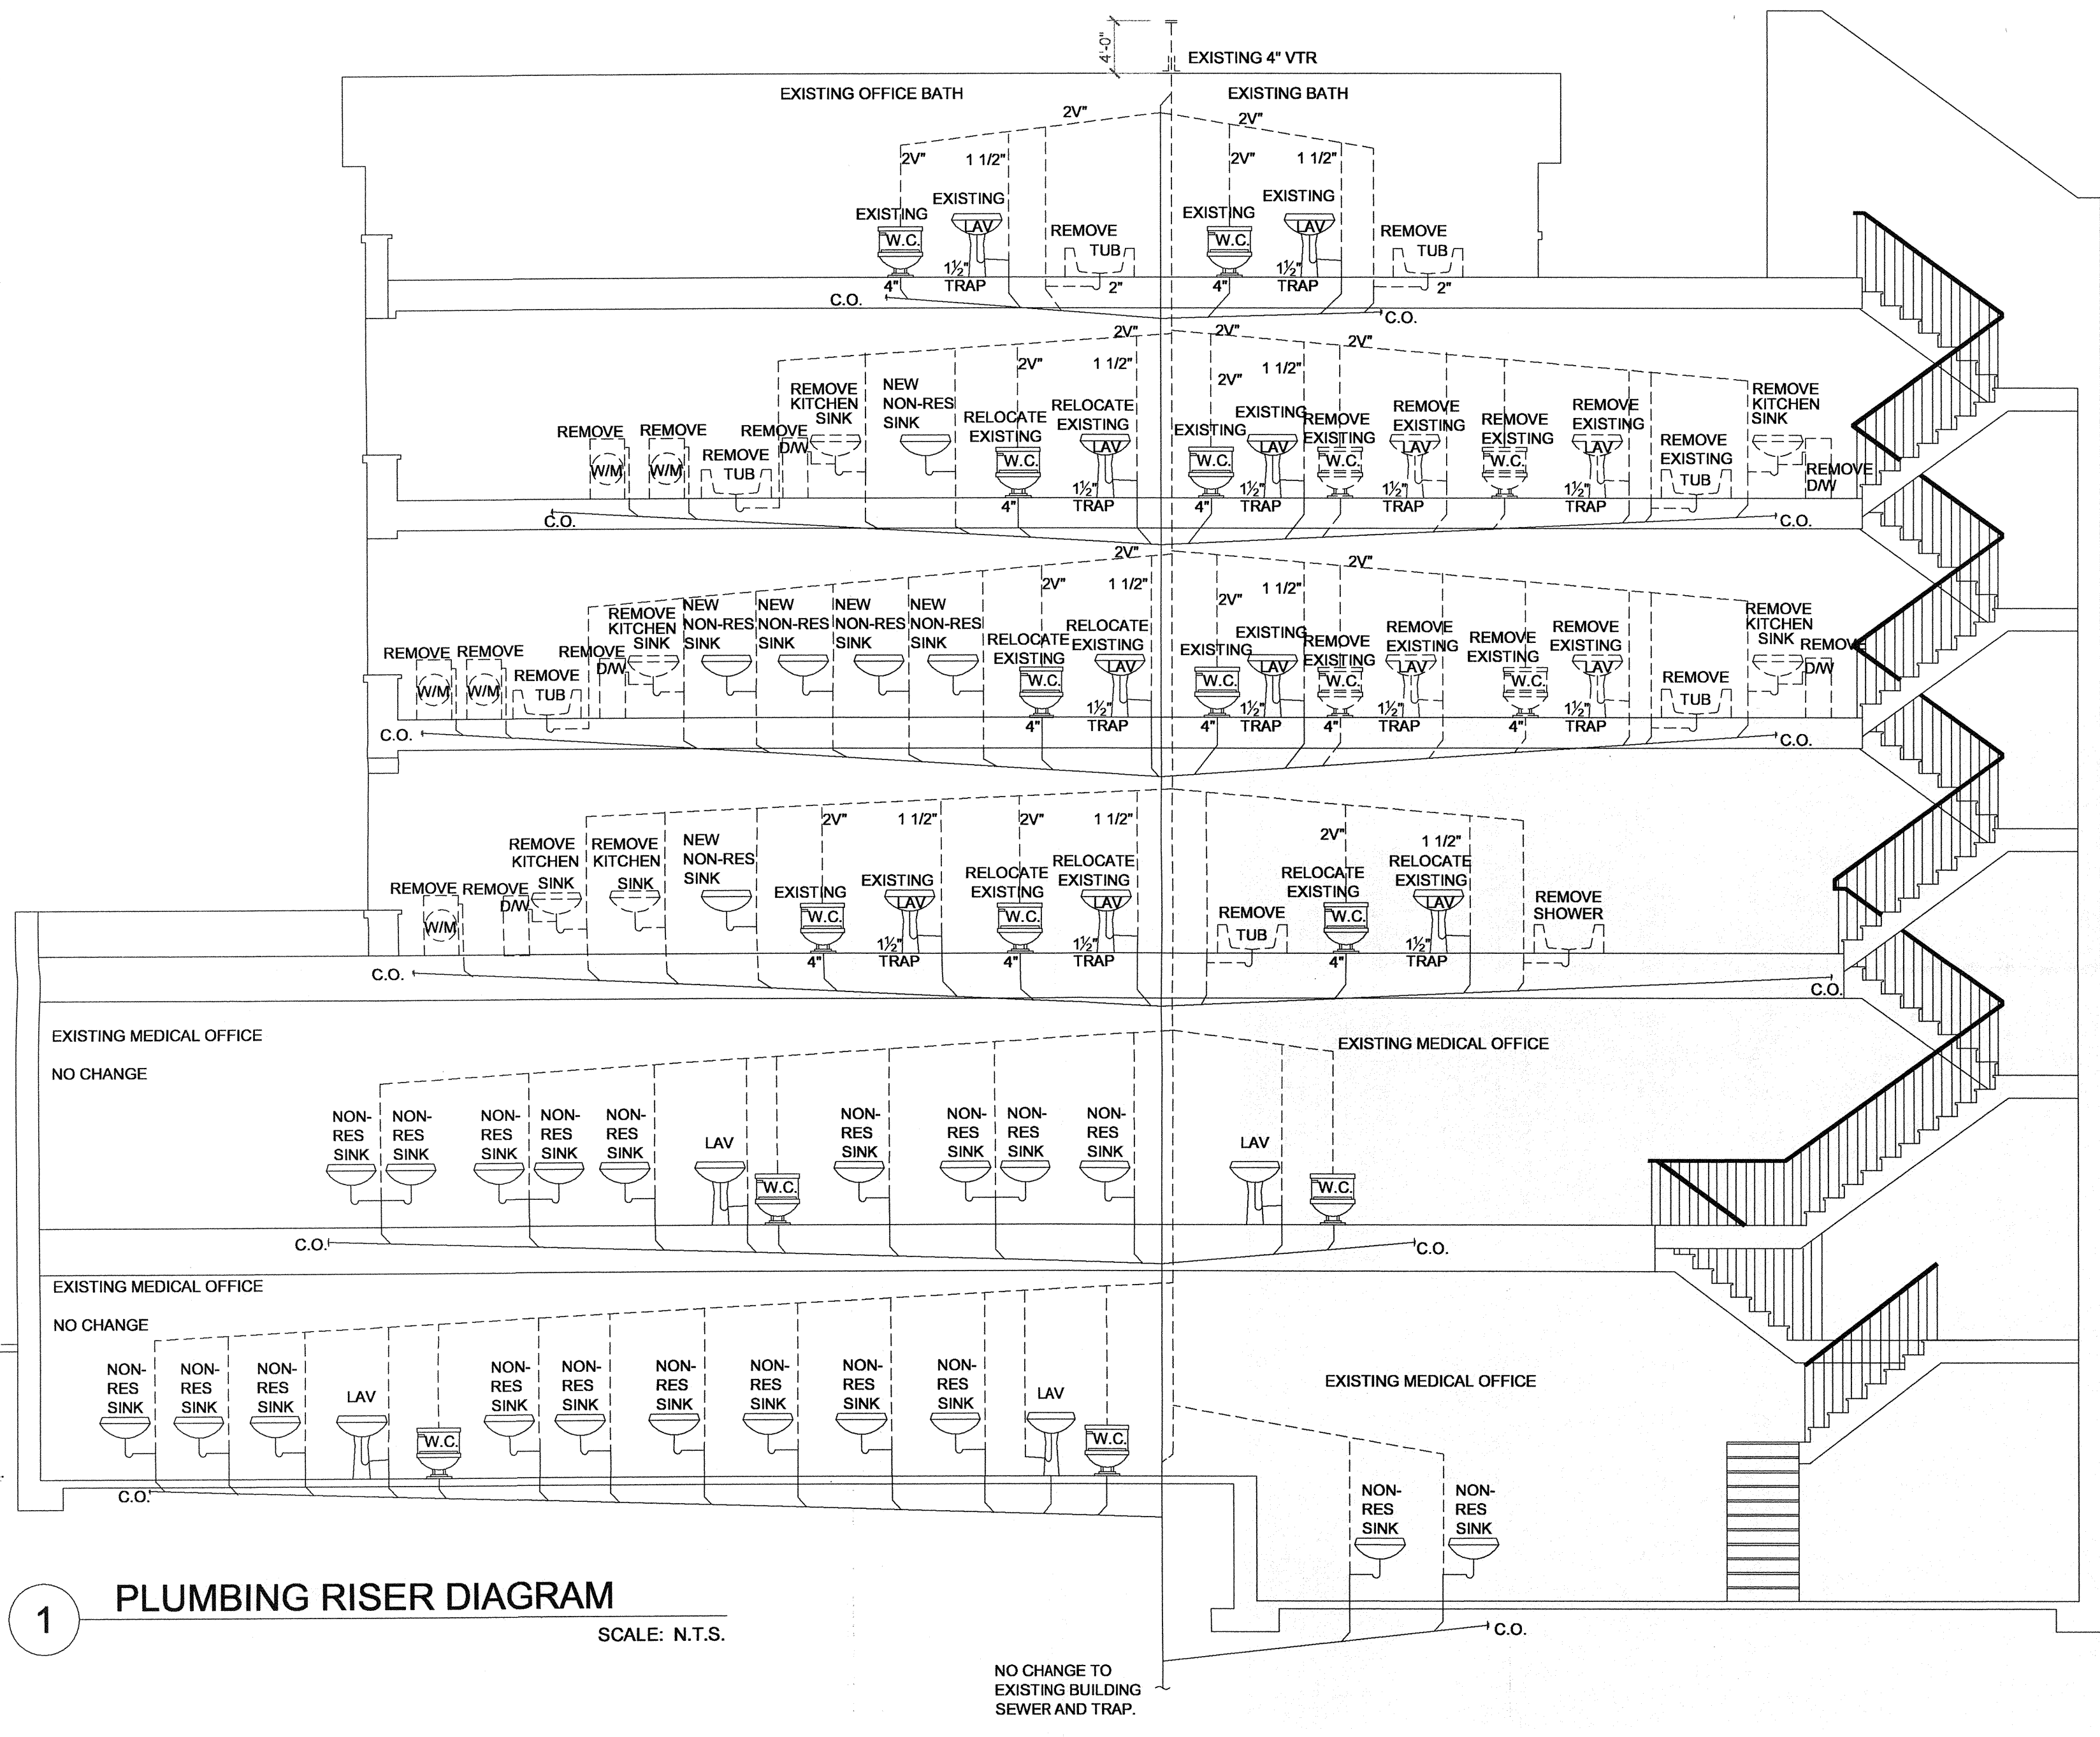 4'-0"
EXISTING 4" VTR
EXISTING OFFICE BATH
EXISTING BATH
2V"
2V"
2V"
1 1/2"
2V"
1 1/2"
EXISTING
EXISTING
EXISTING
EXISTING
W.C.
LAV
REMOVE
TUB
W.C.
LAV
REMOVE
TUB
4"
1½"
TRAP
2"
4"
1½"
TRAP
2"
C.O.
C.O.
2V"
2V"
2V"
2V"
1 1/2"
2V"
1 1/2"
REMOVE
W/M
REMOVE
W/M
REMOVE
TUB
REMOVE
D/W
REMOVE
KITCHEN
SINK
NEW
NON-RES
SINK
RELOCATE
EXISTING
W.C.
RELOCATE
EXISTING
LAV
EXISTING
W.C.
EXISTING
LAV
REMOVE
EXISTING
W.C.
REMOVE
EXISTING
LAV
REMOVE
EXISTING
W.C.
REMOVE
EXISTING
LAV
REMOVE
EXISTING
TUB
REMOVE
KITCHEN
SINK
REMOVE
D/W
4"
1½"
TRAP
4"
1½"
TRAP
1½"
TRAP
1½"
TRAP
C.O.
C.O.
2V"
2V"
2V"
1 1/2"
2V"
1 1/2"
REMOVE
W/M
REMOVE
W/M
REMOVE
TUB
REMOVE
D/W
REMOVE
KITCHEN
SINK
NEW
NON-RES
SINK
NEW
NON-RES
SINK
NEW
NON-RES
SINK
NEW
NON-RES
SINK
RELOCATE
EXISTING
W.C.
RELOCATE
EXISTING
LAV
EXISTING
W.C.
EXISTING
LAV
REMOVE
EXISTING
W.C.
REMOVE
EXISTING
LAV
REMOVE
EXISTING
W.C.
REMOVE
EXISTING
LAV
REMOVE
TUB
REMOVE
KITCHEN
SINK
REMOVE
D/W
4"
1½"
TRAP
4"
1½"
TRAP
4"
1½"
TRAP
4"
1½"
TRAP
C.O.
C.O.
2V"
1 1/2"
2V"
1 1/2"
2V"
1 1/2"
REMOVE
W/M
REMOVE
D/W
REMOVE
KITCHEN
SINK
REMOVE
KITCHEN
SINK
NEW
NON-RES
SINK
EXISTING
W.C.
EXISTING
LAV
RELOCATE
EXISTING
W.C.
RELOCATE
EXISTING
LAV
REMOVE
TUB
RELOCATE
EXISTING
W.C.
RELOCATE
EXISTING
LAV
REMOVE
SHOWER
4"
1½"
TRAP
4"
1½"
TRAP
4"
1½"
TRAP
C.O.
C.O.
EXISTING MEDICAL OFFICE
NO CHANGE
EXISTING MEDICAL OFFICE
NON-
RES
SINK
NON-
RES
SINK
NON-
RES
SINK
NON-
RES
SINK
NON-
RES
SINK
LAV
W.C.
NON-
RES
SINK
NON-
RES
SINK
NON-
RES
SINK
NON-
RES
SINK
LAV
W.C.
C.O.
C.O.
EXISTING MEDICAL OFFICE
NO CHANGE
EXISTING MEDICAL OFFICE
NON-
RES
SINK
NON-
RES
SINK
NON-
RES
SINK
LAV
W.C.
NON-
RES
SINK
NON-
RES
SINK
NON-
RES
SINK
NON-
RES
SINK
NON-
RES
SINK
NON-
RES
SINK
LAV
W.C.
C.O.
NON-
RES
SINK
NON-
RES
SINK
C.O.
1
PLUMBING RISER DIAGRAM
SCALE: N.T.S.
NO CHANGE TO
EXISTING BUILDING
SEWER AND TRAP.